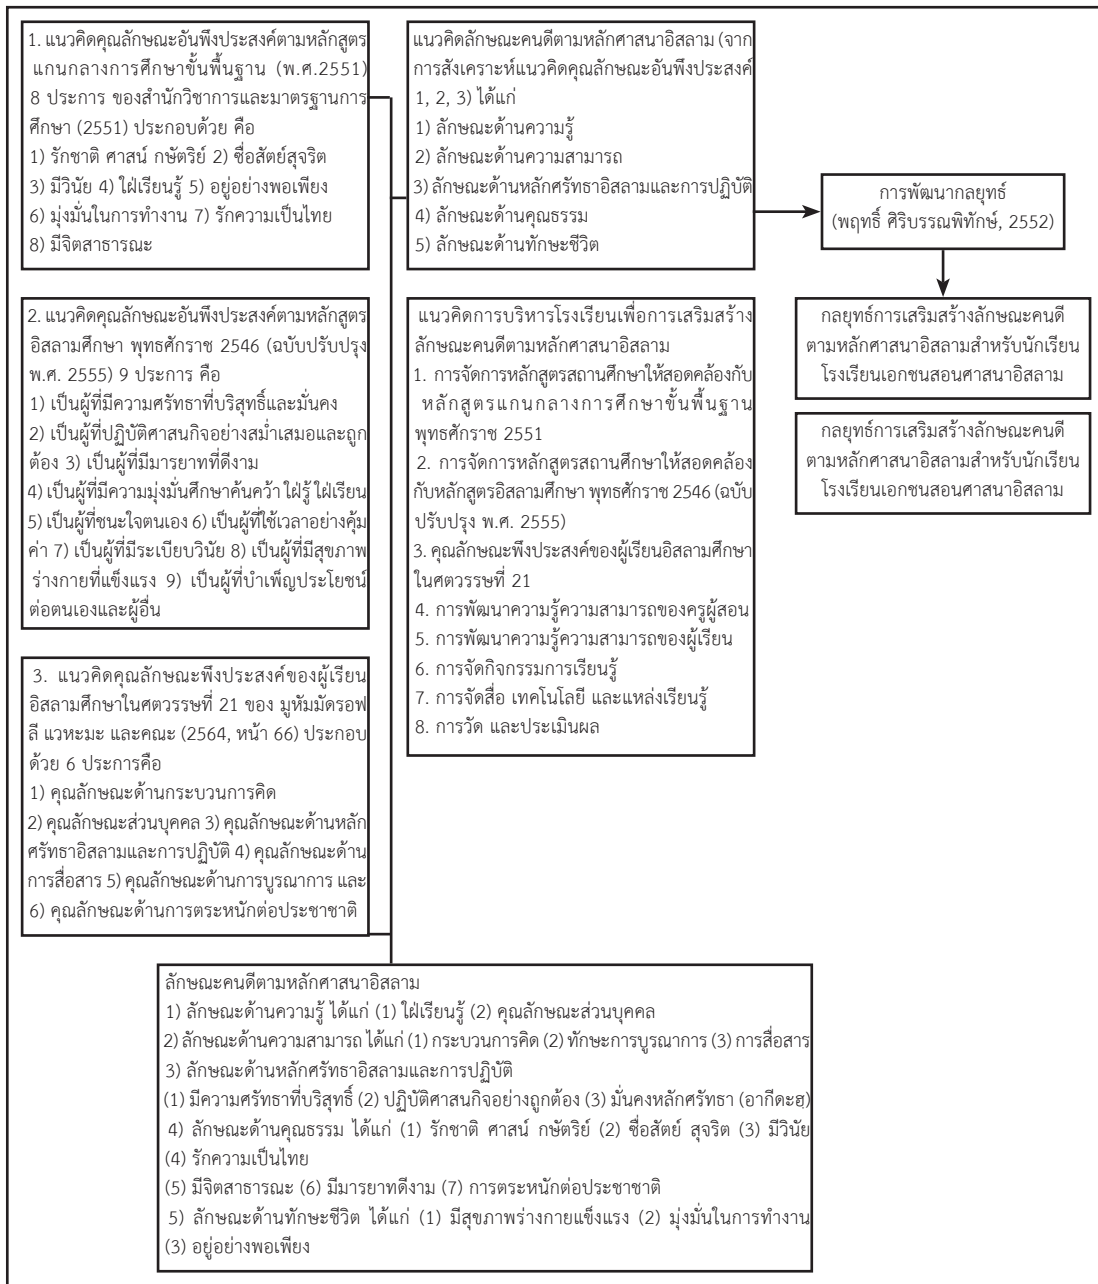 1. แนวคิดคุณลักษณะอันพึงประสงค์ตามหลักสูตร
แกนกลางการศึกษาขั้นพื้นฐาน (พ.ศ.2551)
8 ประการ ของสำนักวิชาการและมาตรฐานการ
ศึกษา (2551) ประกอบด้วย คือ
1) รักชาติ ศาสน์ กษัตริย์ 2) ซื่อสัตย์สุจริต
3) มีวินัย 4) ใฝ่เรียนรู้ 5) อยู่อย่างพอเพียง
6) มุ่งมั่นในการทำงาน 7) รักความเป็นไทย
8) มีจิตสาธารณะ
2. แนวคิดคุณลักษณะอันพึงประสงค์ตามหลักสูตร
อิสลามศึกษา พุทธศักราช 2546 (ฉบับปรับปรุง
พ.ศ. 2555) 9 ประการ คือ
1) เป็นผู้ที่มีความศรัทธาที่บริสุทธิ์และมั่นคง
2) เป็นผู้ที่ปฏิบัติศาสนกิจอย่างสม่ำเสมอและถูก
ต้อง 3) เป็นผู้ที่มีมารยาทที่ดีงาม
4) เป็นผู้ที่มีความมุ่งมั่นศึกษาค้นคว้า ใฝ่รู้ ใฝ่เรียน
5) เป็นผู้ที่ชนะใจตนเอง 6) เป็นผู้ที่ใช้เวลาอย่างคุ้ม
ค่า 7) เป็นผู้ที่มีระเบียบวินัย 8) เป็นผู้ที่มีสุขภาพ
ร่างกายที่แข็งแรง 9) เป็นผู้ที่บำเพ็ญประโยชน์
ต่อตนเองและผู้อื่น
3. แนวคิดคุณลักษณะพึงประสงค์ของผู้เรียน
อิสลามศึกษาในศตวรรษที่ 21 ของ มูหัมมัดรอฟ
ลี แวหะมะ และคณะ (2564, หน้า 66) ประกอบ
ด้วย 6 ประการคือ
1) คุณลักษณะด้านกระบวนการคิด
2) คุณลักษณะส่วนบุคคล 3) คุณลักษณะด้านหลัก
ศรัทธาอิสลามและการปฏิบัติ 4) คุณลักษณะด้าน
การสื่อสาร 5) คุณลักษณะด้านการบูรณาการ และ
6) คุณลักษณะด้านการตระหนักต่อประชาชาติ
แนวคิดลักษณะคนดีตามหลักศาสนาอิสลาม (จาก
การสังเคราะห์แนวคิดคุณลักษณะอันพึงประสงค์
1, 2, 3) ได้แก่
1) ลักษณะด้านความรู้
2) ลักษณะด้านความสามารถ
3) ลักษณะด้านหลักศรัทธาอิสลามและการปฏิบัติ
4) ลักษณะด้านคุณธรรม
5) ลักษณะด้านทักษะชีวิต
แนวคิดการบริหารโรงเรียนเพื่อการเสริมสร้าง
ลักษณะคนดีตามหลักศาสนาอิสลาม
1. การจัดการหลักสูตรสถานศึกษาให้สอดคล้องกับ
หลักสูตรแกนกลางการศึกษาขั้นพื้นฐาน
พุทธศักราช 2551
2. การจัดการหลักสูตรสถานศึกษาให้สอดคล้อง
กับหลักสูตรอิสลามศึกษา พุทธศักราช 2546 (ฉบับ
ปรับปรุง พ.ศ. 2555)
3. คุณลักษณะพึงประสงค์ของผู้เรียนอิสลามศึกษา
ในศตวรรษที่ 21
4. การพัฒนาความรู้ความสามารถของครูผู้สอน
5. การพัฒนาความรู้ความสามารถของผู้เรียน
6. การจัดกิจกรรมการเรียนรู้
7. การจัดสื่อ เทคโนโลยี และแหล่งเรียนรู้
8. การวัด และประเมินผล
การพัฒนากลยุทธ์
(พฤทธิ์ ศิริบรรณพิทักษ์, 2552)
กลยุทธ์การเสริมสร้างลักษณะคนดี
ตามหลักศาสนาอิสลามสำหรับนักเรียน
โรงเรียนเอกชนสอนศาสนาอิสลาม
กลยุทธ์การเสริมสร้างลักษณะคนดี
ตามหลักศาสนาอิสลามสำหรับนักเรียน
โรงเรียนเอกชนสอนศาสนาอิสลาม
ลักษณะคนดีตามหลักศาสนาอิสลาม
1) ลักษณะด้านความรู้ ได้แก่ (1) ใฝ่เรียนรู้ (2) คุณลักษณะส่วนบุคคล
2) ลักษณะด้านความสามารถ ได้แก่ (1) กระบวนการคิด (2) ทักษะการบูรณาการ (3) การสื่อสาร
3) ลักษณะด้านหลักศรัทธาอิสลามและการปฏิบัติ
(1) มีความศรัทธาที่บริสุทธิ์ (2) ปฏิบัติศาสนกิจอย่างถูกต้อง (3) มั่นคงหลักศรัทธา (อากีดะฮฺ)
4) ลักษณะด้านคุณธรรม ได้แก่ (1) รักชาติ ศาสน์ กษัตริย์ (2) ซื่อสัตย์ สุจริต (3) มีวินัย
(4) รักความเป็นไทย
(5) มีจิตสาธารณะ (6) มีมารยาทดีงาม (7) การตระหนักต่อประชาชาติ
5) ลักษณะด้านทักษะชีวิต ได้แก่ (1) มีสุขภาพร่างกายแข็งแรง (2) มุ่งมั่นในการทำงาน
(3) อยู่อย่างพอเพียง